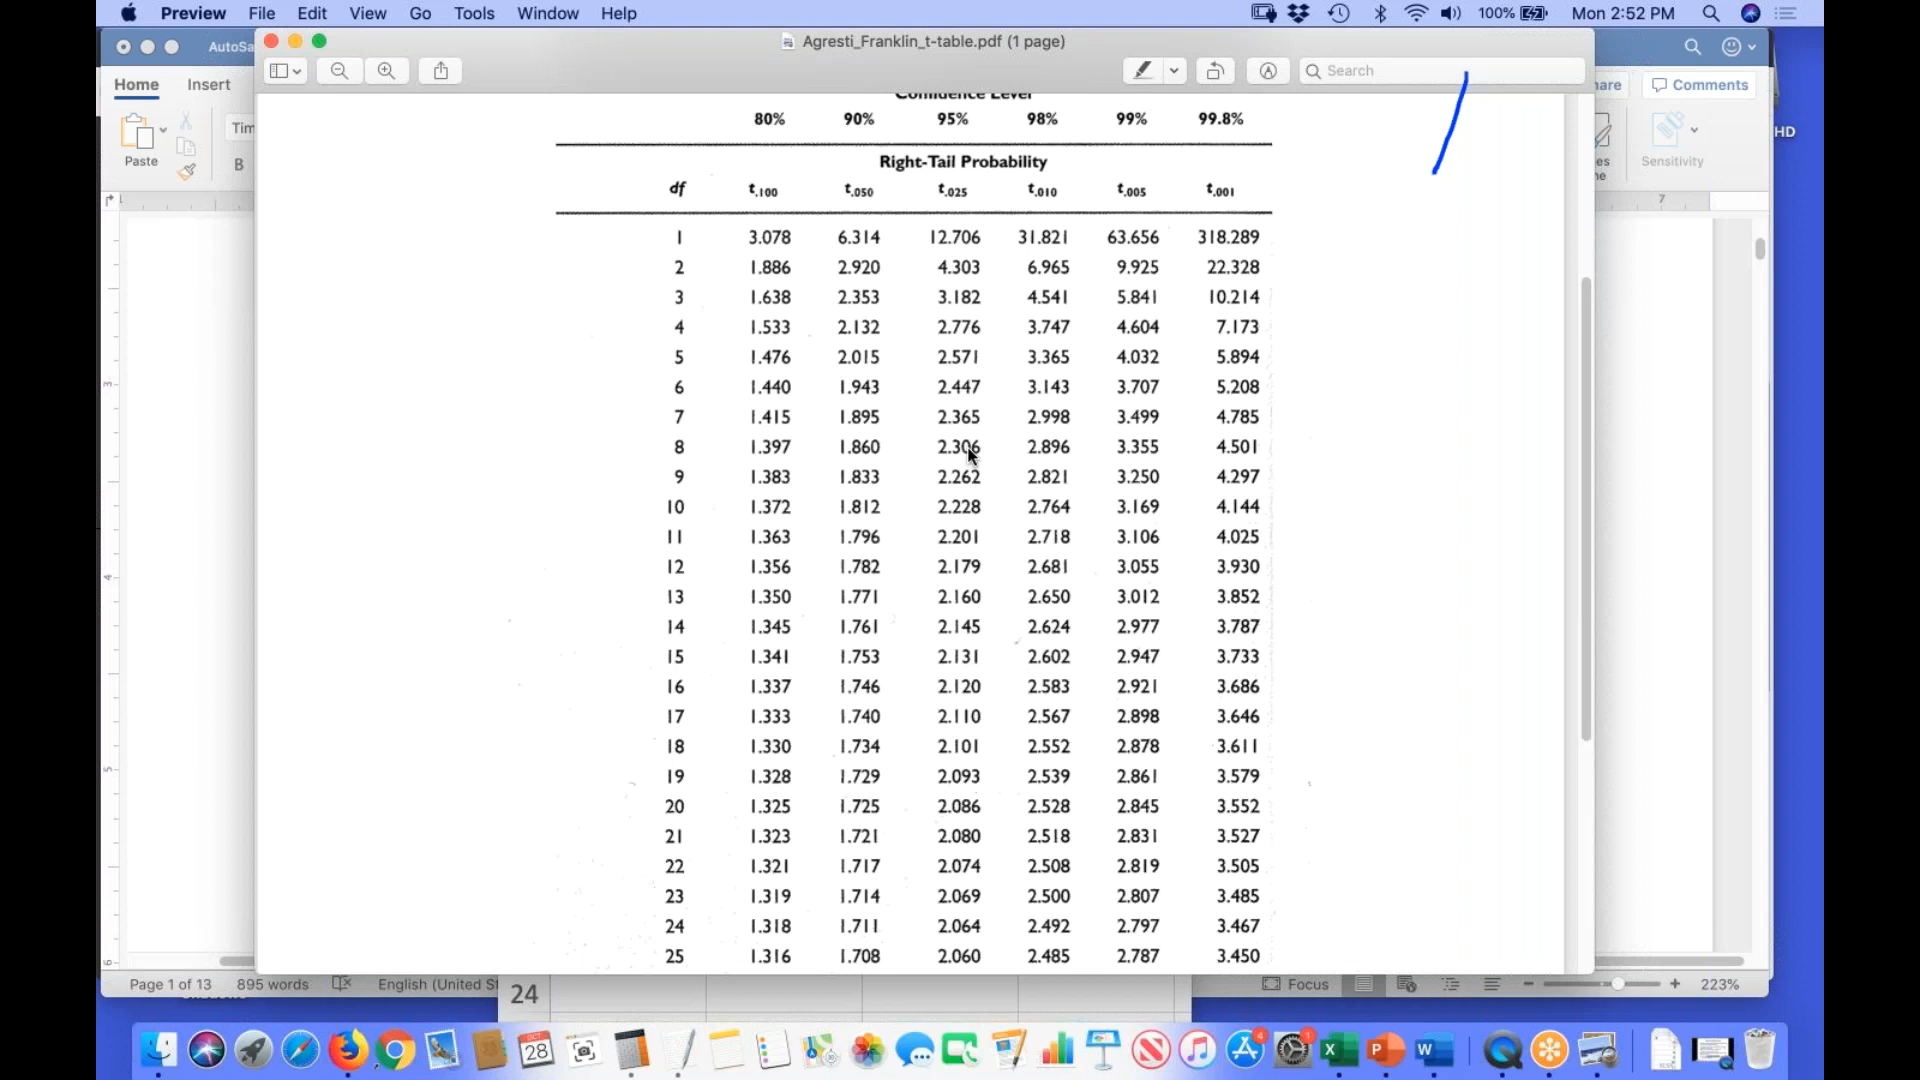 Preview File Edit View Go Tools Window Help 100% Mon 2:52 PM
Agresti_Franklin_t-table.pdf (1 page)
Search
Home Insert
Comments
Paste
B
Sensitivity
HD
7
Confidence Level
80% 90% 95% 98% 99% 99.8%
Right-Tail Probability
df t.100 t.050 t.025 t.010 t.005 t.001
1 3.078 6.314 12.706 31.821 63.656 318.289
2 1.886 2.920 4.303 6.965 9.925 22.328
3 1.638 2.353 3.182 4.541 5.841 10.214
4 1.533 2.132 2.776 3.747 4.604 7.173
5 1.476 2.015 2.571 3.365 4.032 5.894
6 1.440 1.943 2.447 3.143 3.707 5.208
7 1.415 1.895 2.365 2.998 3.499 4.785
8 1.397 1.860 2.306 2.896 3.355 4.501
9 1.383 1.833 2.262 2.821 3.250 4.297
10 1.372 1.812 2.228 2.764 3.169 4.144
11 1.363 1.796 2.201 2.718 3.106 4.025
12 1.356 1.782 2.179 2.681 3.055 3.930
13 1.350 1.771 2.160 2.650 3.012 3.852
14 1.345 1.761 2.145 2.624 2.977 3.787
15 1.341 1.753 2.131 2.602 2.947 3.733
16 1.337 1.746 2.120 2.583 2.921 3.686
17 1.333 1.740 2.110 2.567 2.898 3.646
18 1.330 1.734 2.101 2.552 2.878 3.611
19 1.328 1.729 2.093 2.539 2.861 3.579
20 1.325 1.725 2.086 2.528 2.845 3.552
21 1.323 1.721 2.080 2.518 2.831 3.527
22 1.321 1.717 2.074 2.508 2.819 3.505
23 1.319 1.714 2.069 2.500 2.807 3.485
24 1.318 1.711 2.064 2.492 2.797 3.467
25 1.316 1.708 2.060 2.485 2.787 3.450
Page 1 of 13 895 words English (United St Focus 223%
24
OCT
28